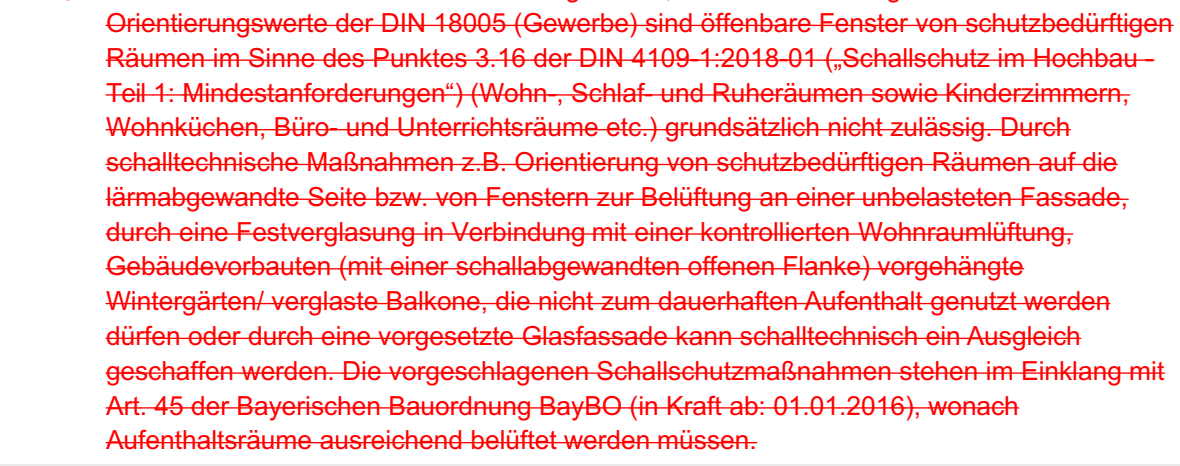 Orientierungswerte der DIN 18005 (Gewerbe) sind öffenbare Fenster von schutzbedürftigen
Räumen im Sinne des Punktes 3.16 der DIN 4109-1:2018-01 („Schallschutz im Hochbau -
Teil 1: Mindestanforderungen“) (Wohn-, Schlaf- und Ruheräumen sowie Kinderzimmern,
Wohnküchen, Büro- und Unterrichtsräume etc.) grundsätzlich nicht zulässig. Durch
schalltechnische Maßnahmen z.B. Orientierung von schutzbedürftigen Räumen auf die
lärmabgewandte Seite bzw. von Fenstern zur Belüftung an einer unbelasteten Fassade,
durch eine Festverglasung in Verbindung mit einer kontrollierten Wohnraumlüftung,
Gebäudevorbauten (mit einer schallabgewandten offenen Flanke) vorgehängte
Wintergärten/ verglaste Balkone, die nicht zum dauerhaften Aufenthalt genutzt werden
dürfen oder durch eine vorgesetzte Glasfassade kann schalltechnisch ein Ausgleich
geschaffen werden. Die vorgeschlagenen Schallschutzmaßnahmen stehen im Einklang mit
Art. 45 der Bayerischen Bauordnung BayBO (in Kraft ab: 01.01.2016), wonach
Aufenthaltsräume ausreichend belüftet werden müssen.